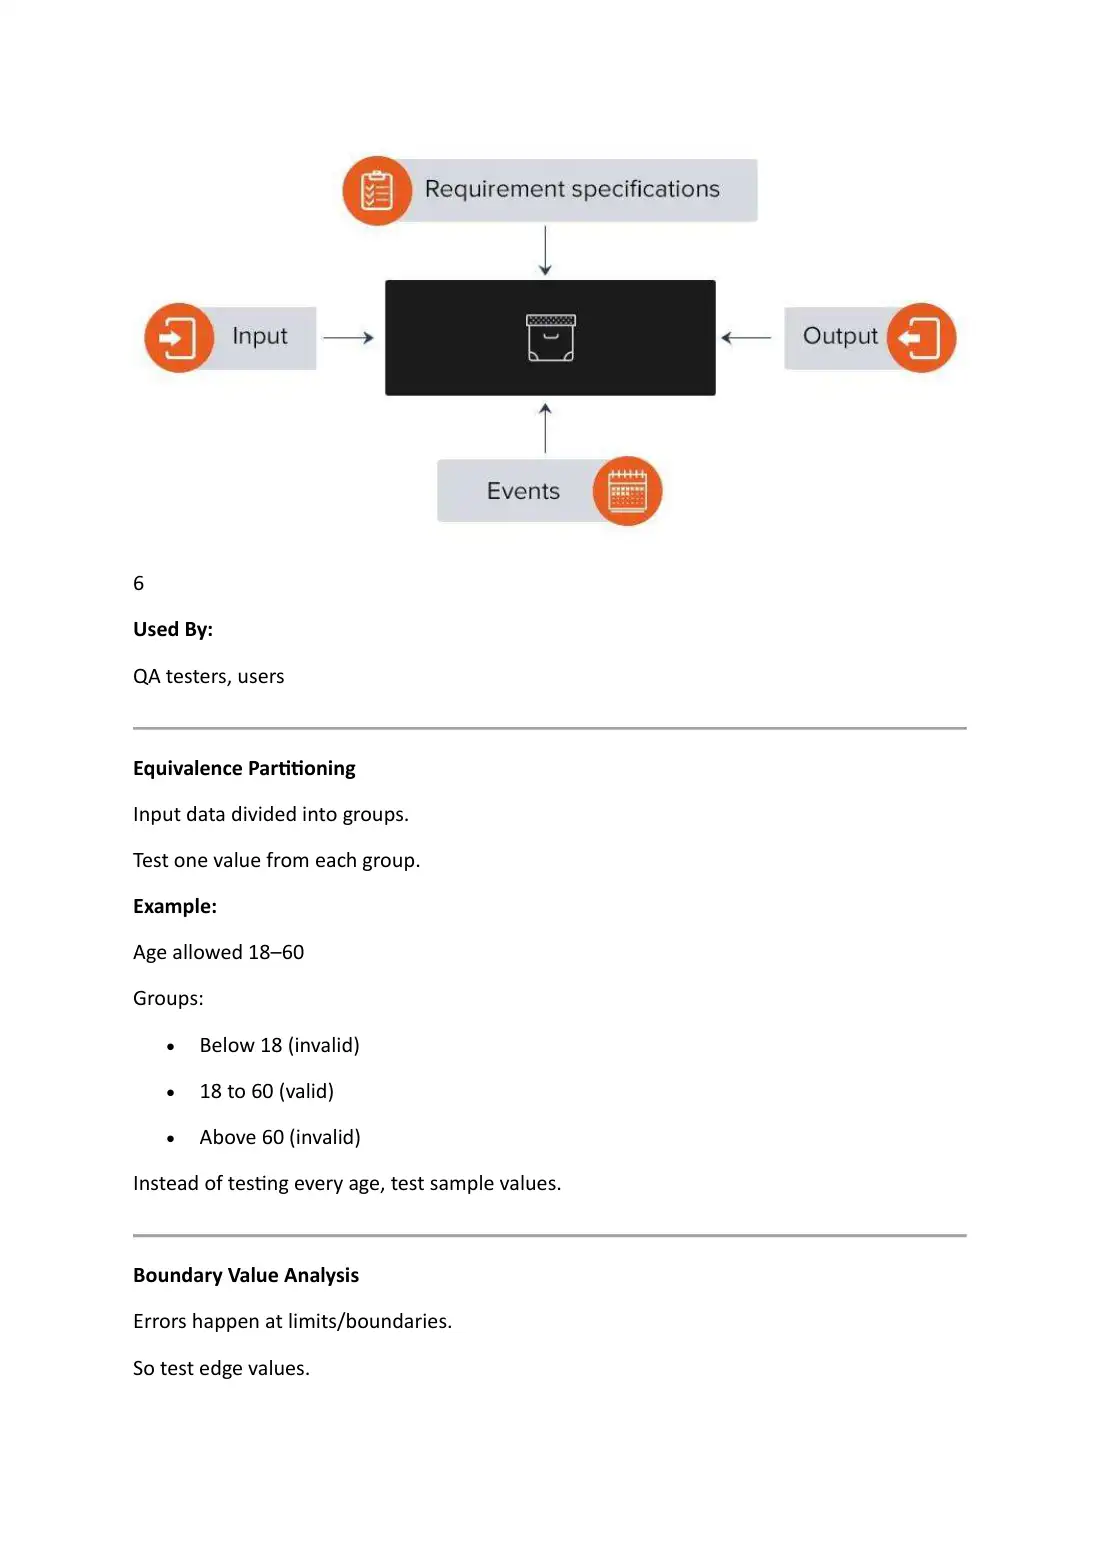 Requirement specifications
Input
Output
Events
6
Used By:
QA testers, users
Equivalence Partitioning
Input data divided into groups.
Test one value from each group.
Example:
Age allowed 18–60
Groups:
• Below 18 (invalid)
• 18 to 60 (valid)
• Above 60 (invalid)
Instead of testing every age, test sample values.
Boundary Value Analysis
Errors happen at limits/boundaries.
So test edge values.